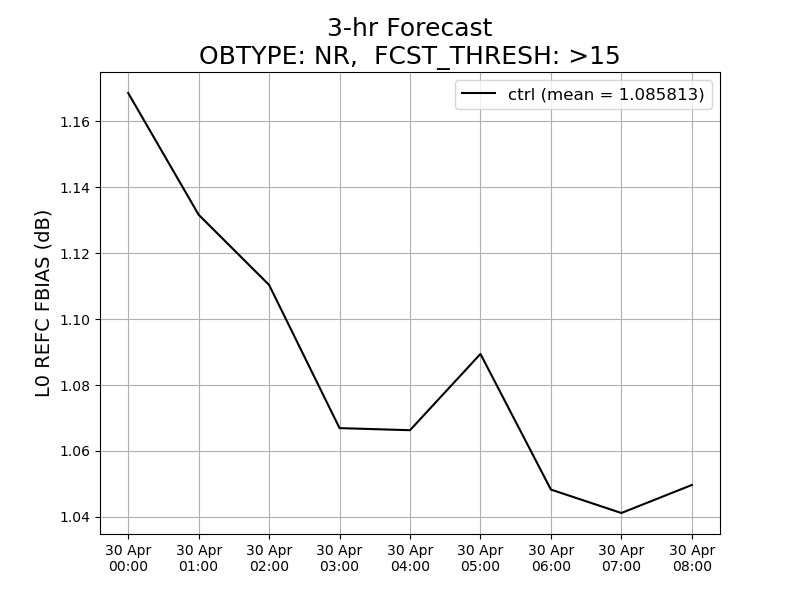 3-hr Forecast
OBTYPE: NR,  FCST_THRESH: >15
ctrl (mean = 1.085813)
L0 REFC FBIAS (dB)
1.16
1.14
1.12
1.10
1.08
1.06
1.04
30 Apr 30 Apr 30 Apr 30 Apr 30 Apr 30 Apr 30 Apr 30 Apr 30 Apr
00:00 01:00 02:00 03:00 04:00 05:00 06:00 07:00 08:00